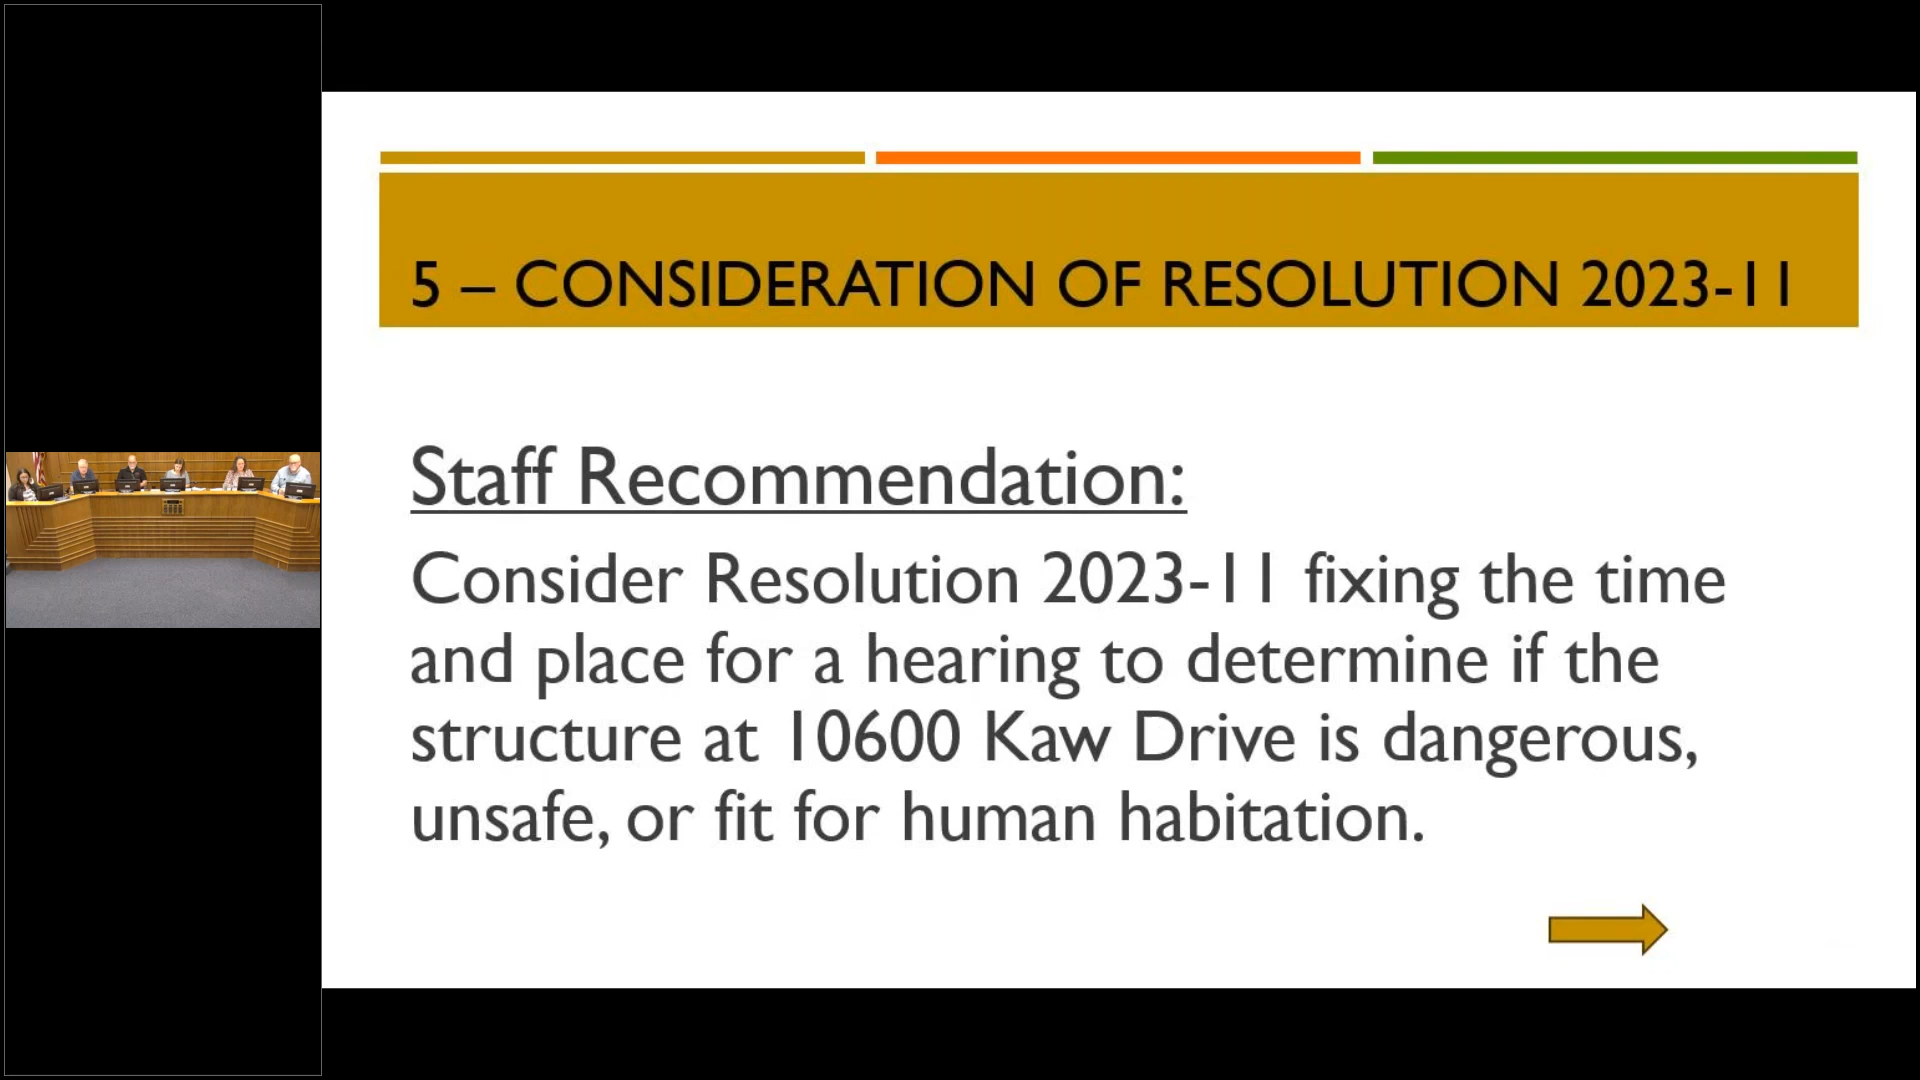 5 – CONSIDERATION OF RESOLUTION 2023-11
Staff Recommendation:
Consider Resolution 2023-11 fixing the time
and place for a hearing to determine if the
structure at 10600 Kaw Drive is dangerous,
unsafe, or fit for human habitation.